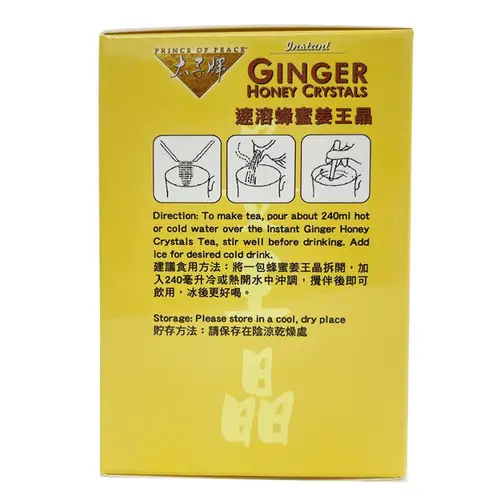 PRINCE OF PEACE
太子牌
Instant
GINGER
HONEY CRYSTALS
速溶蜂蜜姜王晶
Direction: To make tea, pour about 240ml hot
or cold water over the Instant Ginger Honey
Crystals Tea, stir well before drinking. Add
ice for desired cold drink.
建議食用方法：將一包蜂蜜姜王晶拆開，加
入240毫升冷或熱開水中沖調，攪伴後即可
飲用，冰後更好喝。
Storage: Please store in a cool, dry place
貯存方法：請保存在陰涼乾燥處
晶